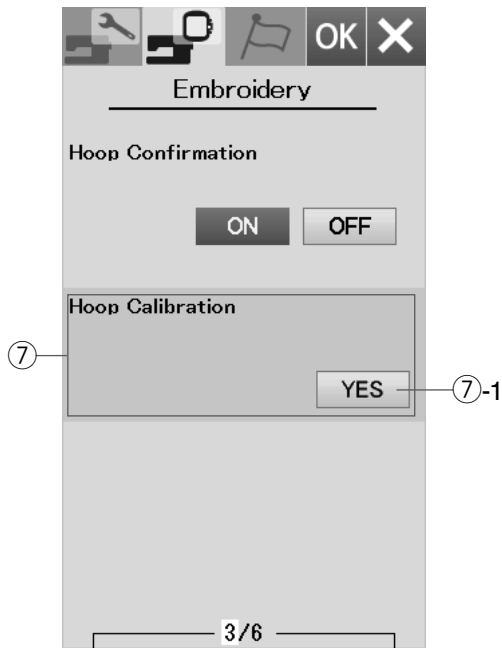 OK
Embroidery
Hoop Confirmation
ON OFF
Hoop Calibration
⑦
YES ⑦-1
3/6